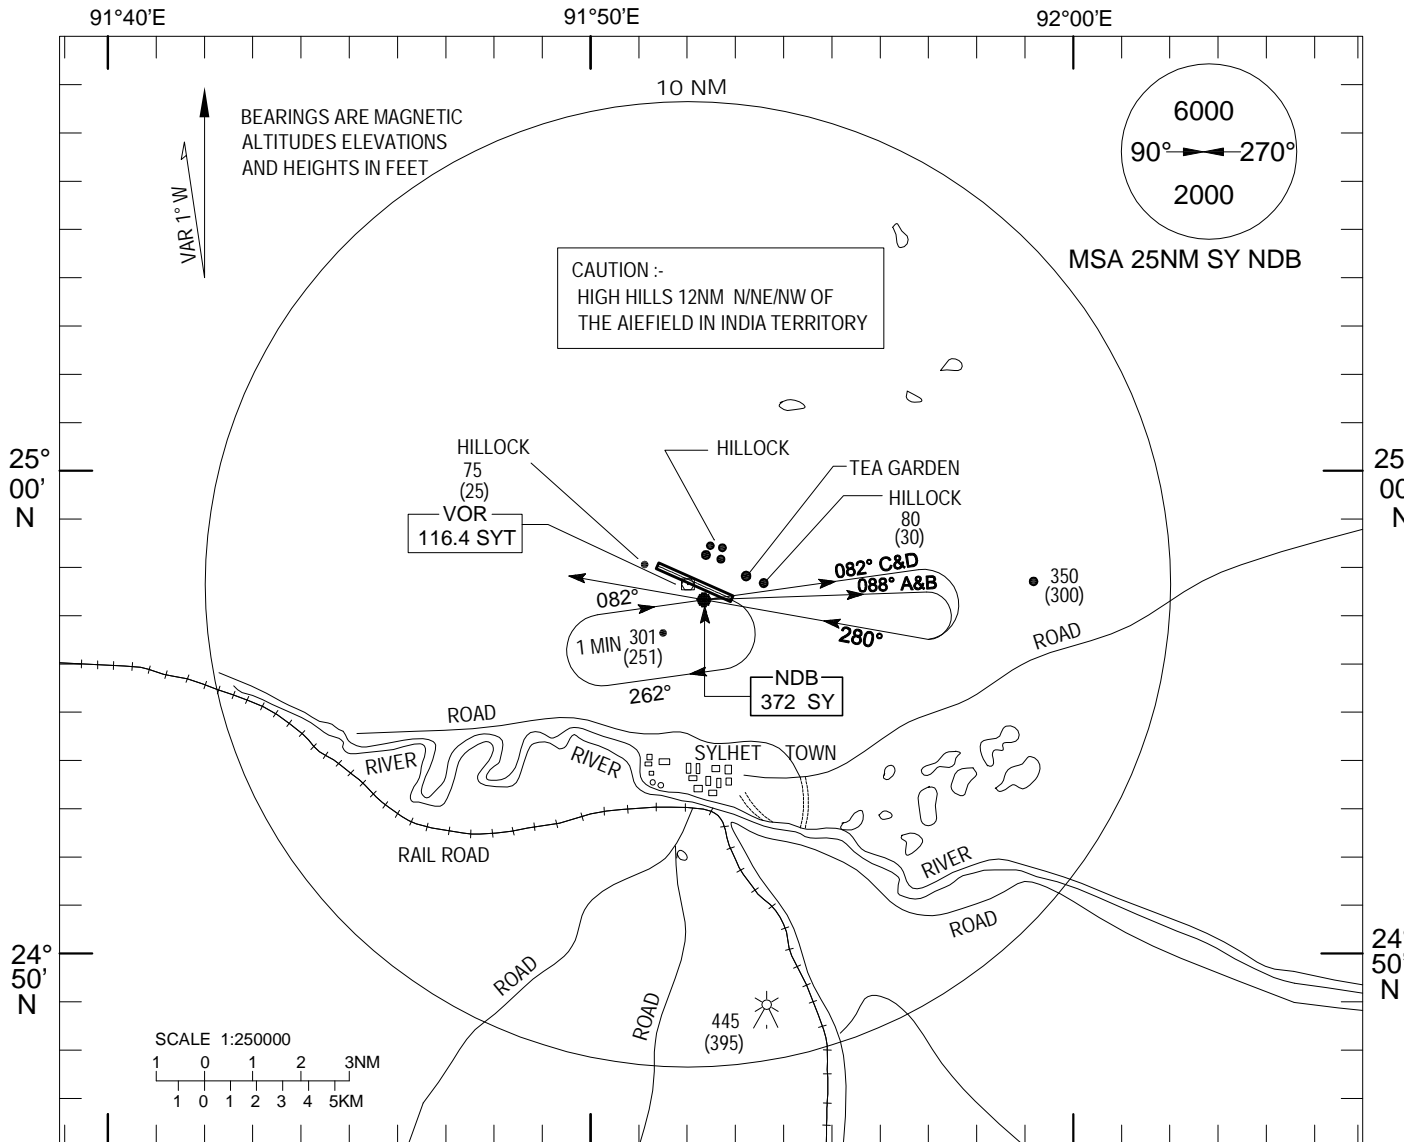 91°40'E
91°50'E
92°00'E
10 NM
BEARINGS ARE MAGNETIC
ALTITUDES ELEVATIONS
AND HEIGHTS IN FEET
VAR 1° W
6000
90°
270°
2000
MSA 25NM SY NDB
CAUTION :-
HIGH HILLS 12NM N/NE/NW OF
THE AIEFIELD IN INDIA TERRITORY
25°
00'
N
25
00
N
HILLOCK
75
(25)
HILLOCK
TEA GARDEN
HILLOCK
80
(30)
VOR
116.4 SYT
082° C&D
088° A&B
082°
280°
350
(300)
1 MIN
301
(251)
262°
NDB
372 SY
ROAD
ROAD
RIVER
RIVER
SYLHET TOWN
RAIL ROAD
RIVER
ROAD
ROAD
ROAD
24°
50'
N
24°
50'
N
445
(395)
SCALE 1:250000
1 0 1 2 3NM
1 0 1 2 3 4 5KM